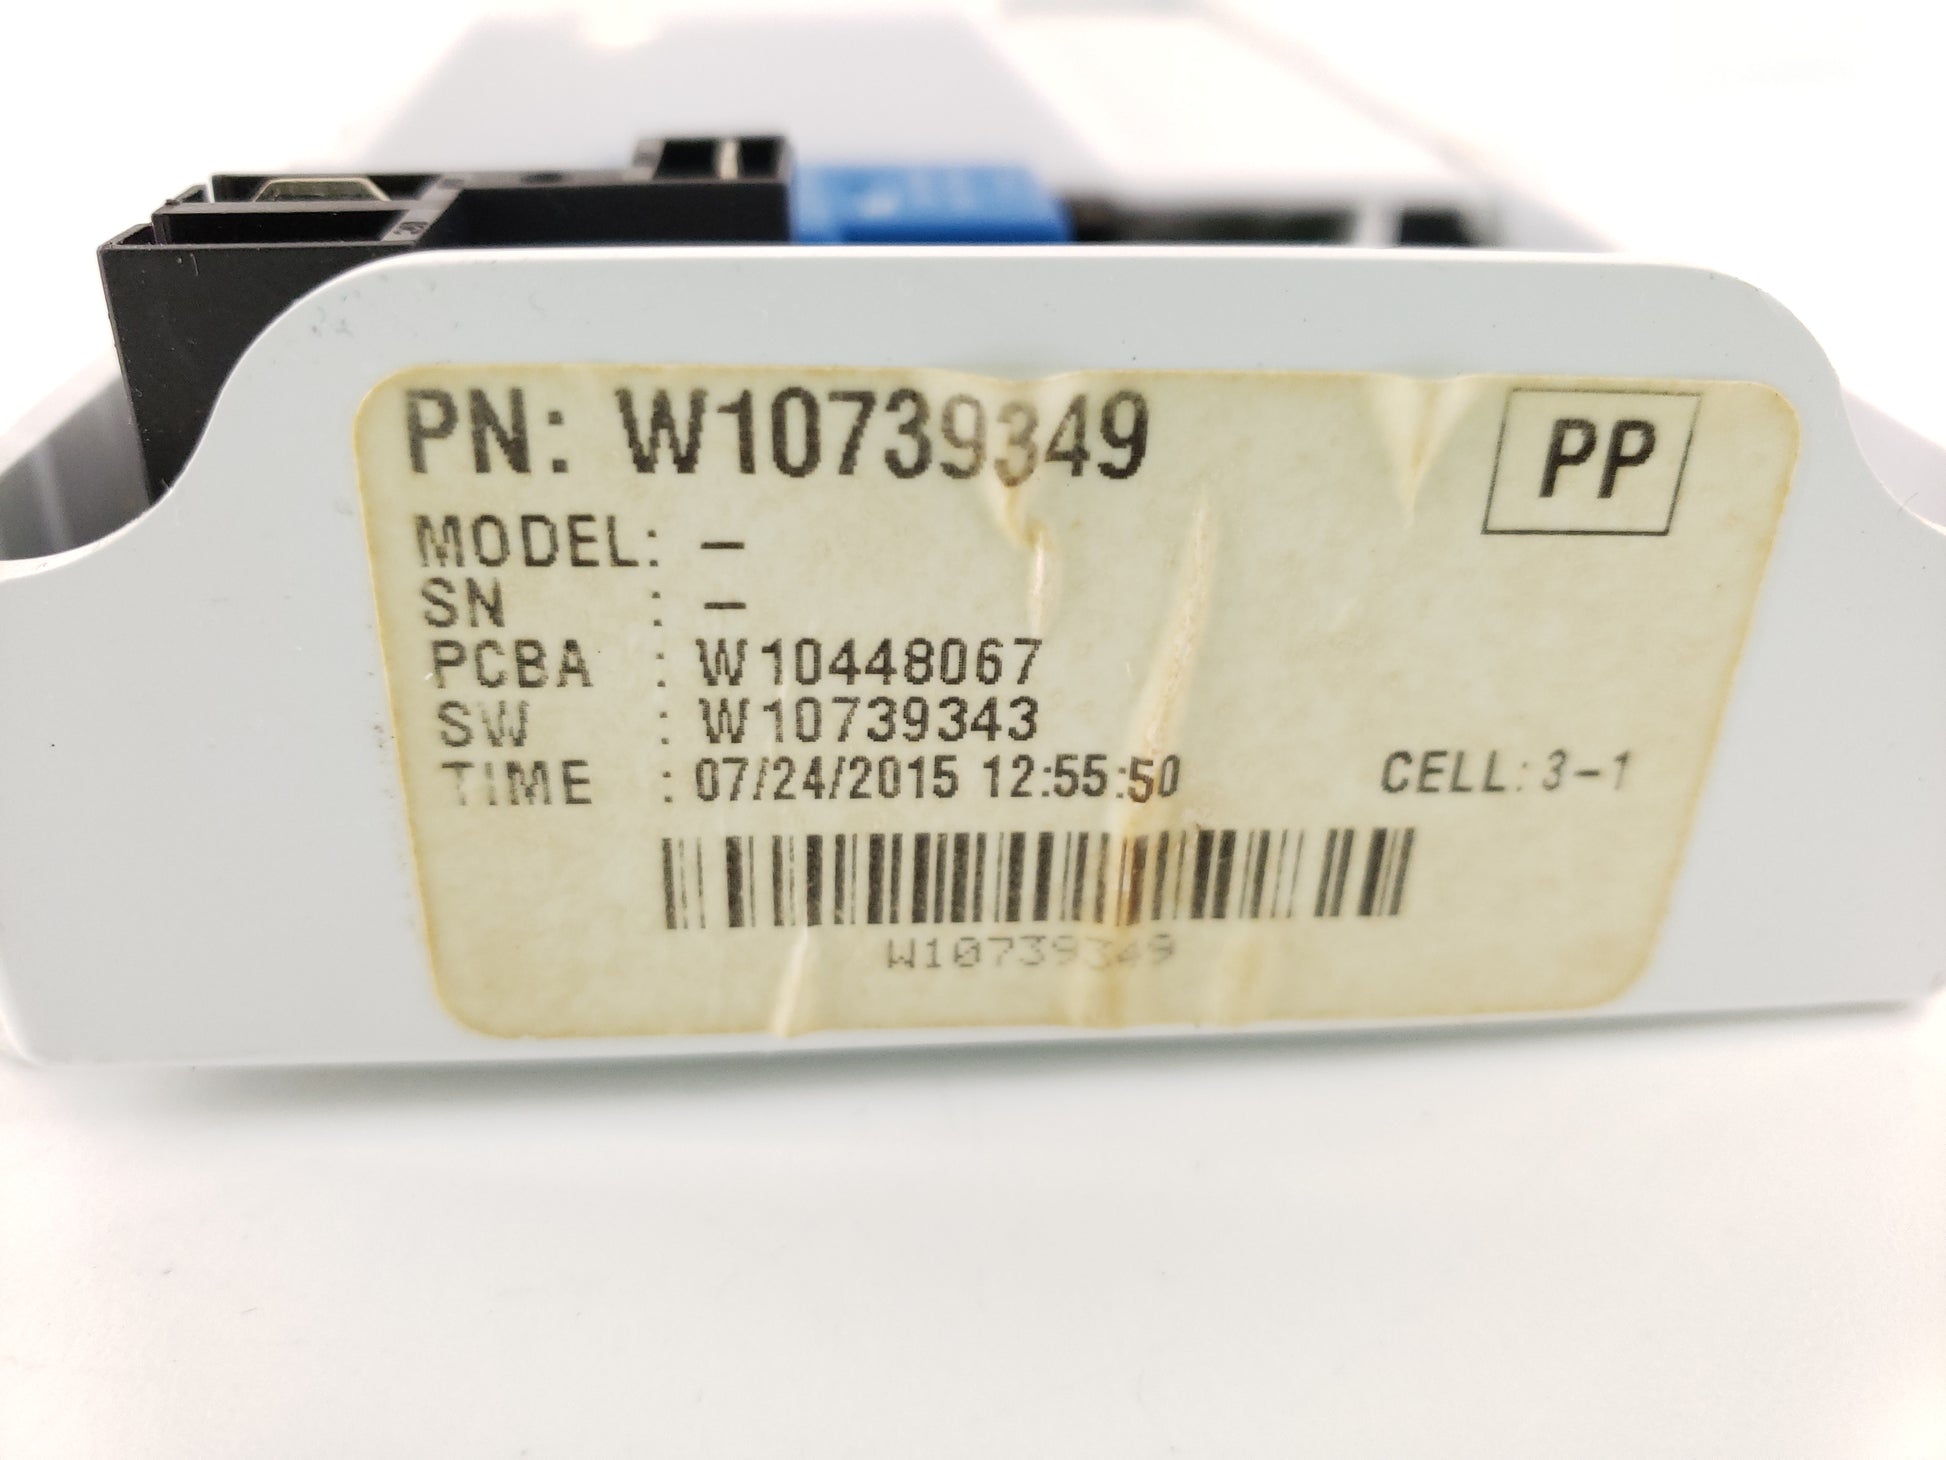 PN: W10739349
PP
MODEL: –
SN : –
PCBA : W10448067
SW : W10739343
TIME : 07/24/2015 12:55:50 CELL: 3-1
W10739349